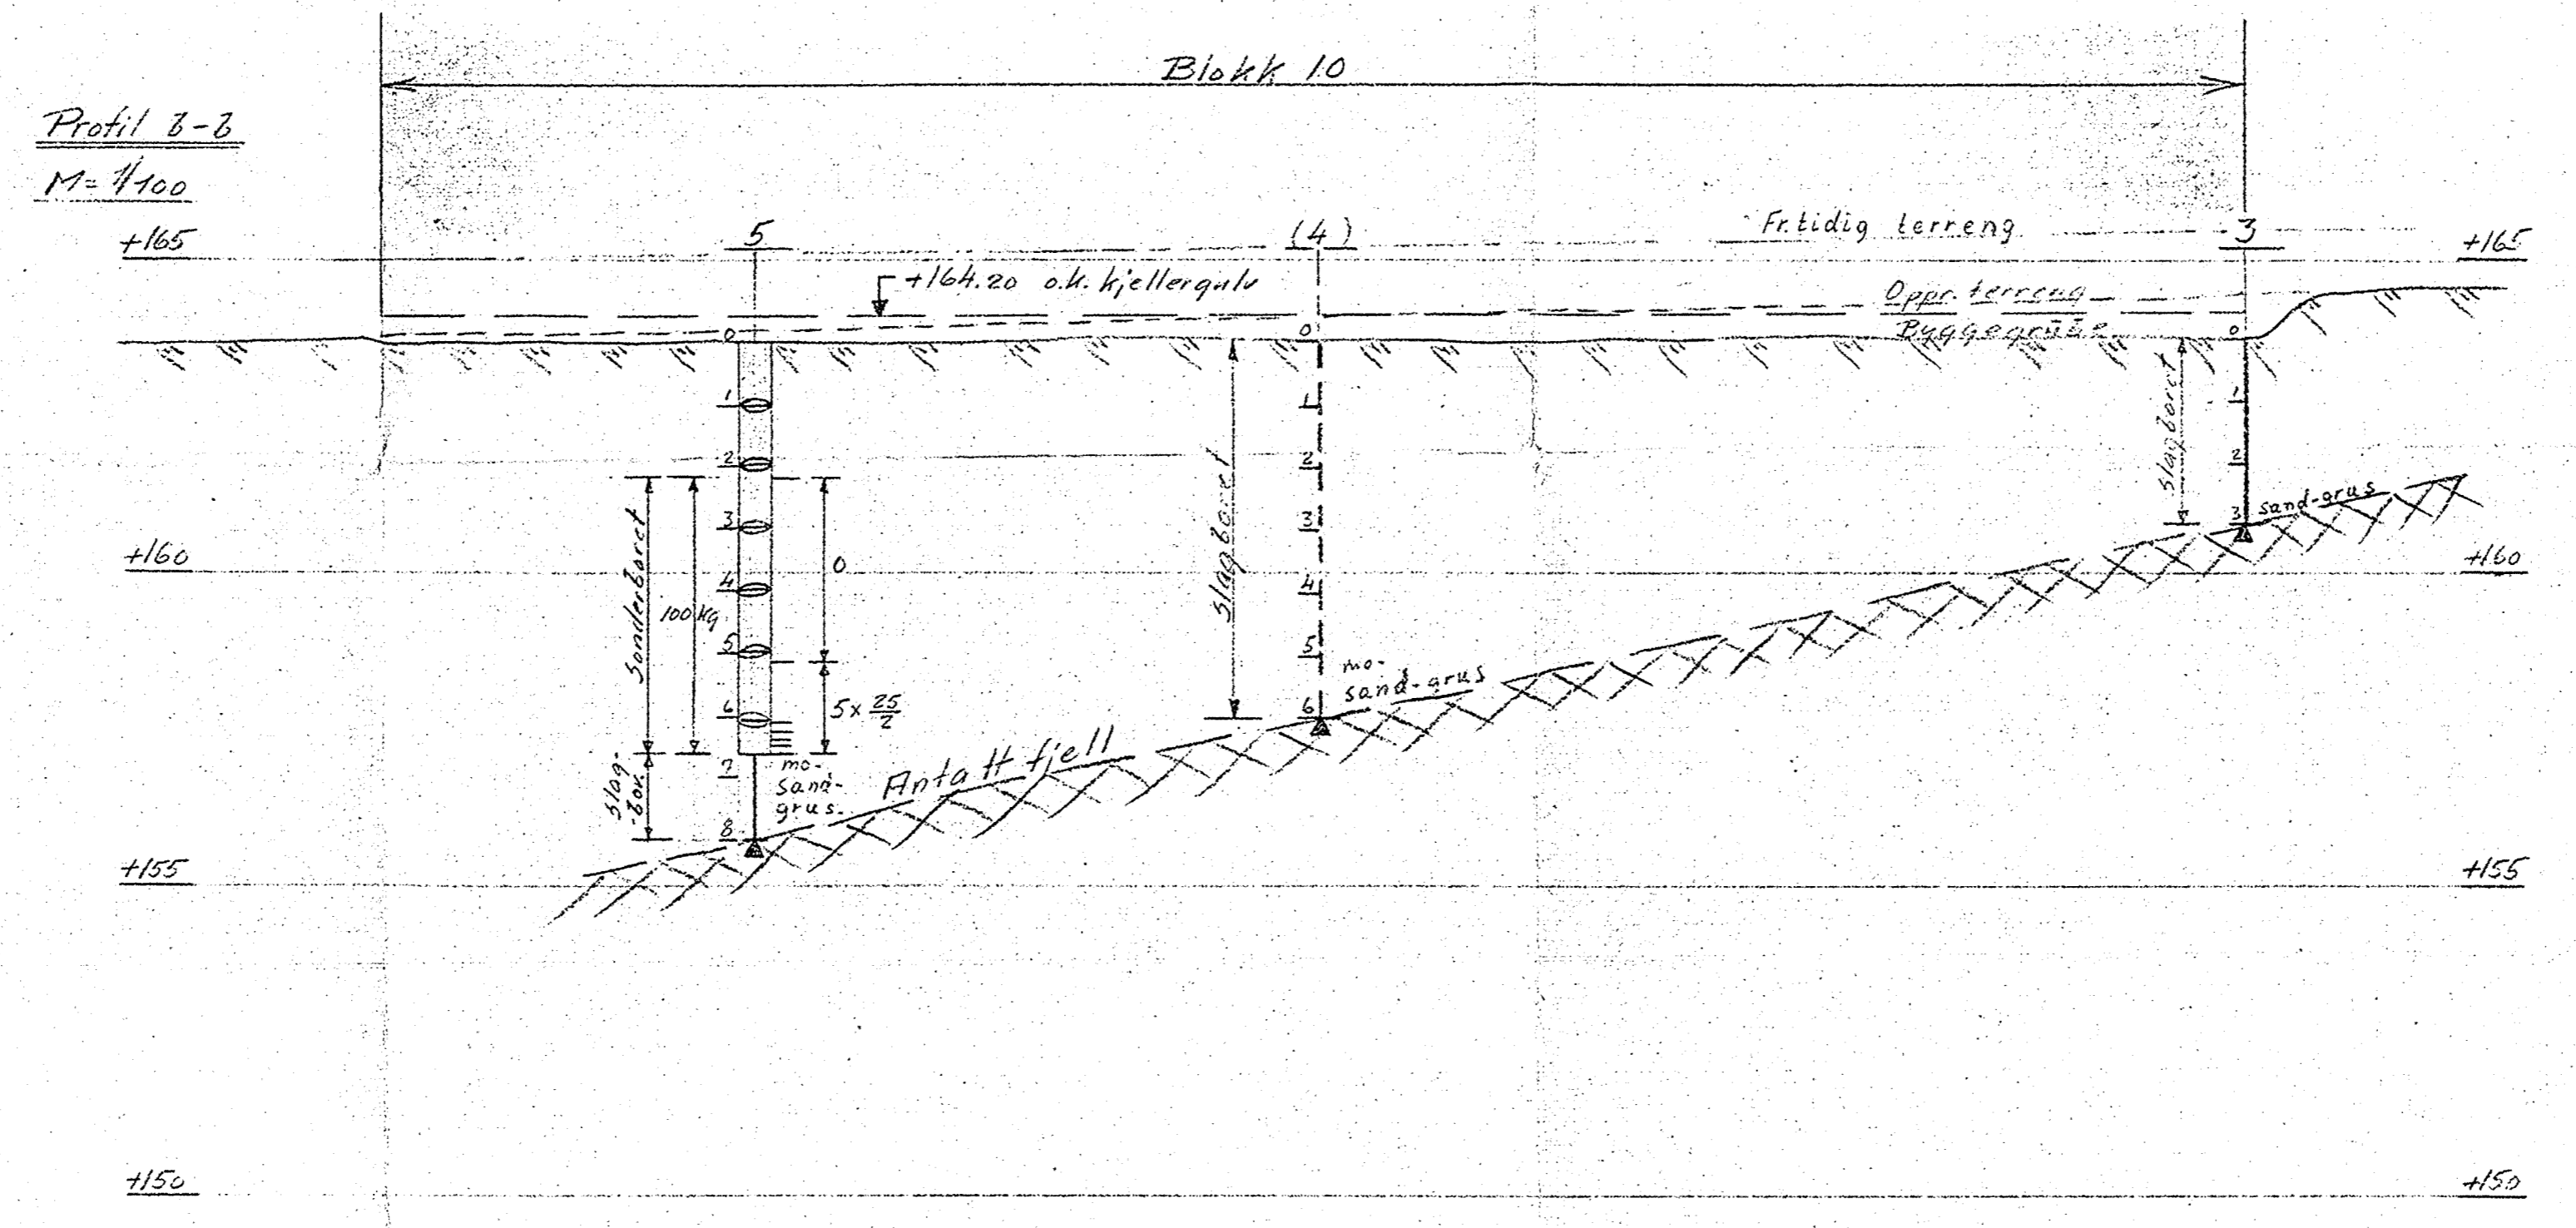 Blokk 10
Profil B-B
M= 1/100
+165
5
(4)
Fr.tidig terreng
3
+165
+164.20 o.k. kjellergulv
Oppr. terreng
Byggegrube
0
0
0
1
1
1
2
2
2
3
3
3
sand-grus
4
4
5
5
6
6
7
8
Sonderboret
100 kg
0
5 x 25/2
Slag-
-bor.
mo-
sand-
grus.
Slagboret
mo-
sand-grus
Slagboret
Antatt fjell
+160
+160
+155
+155
+150
+150